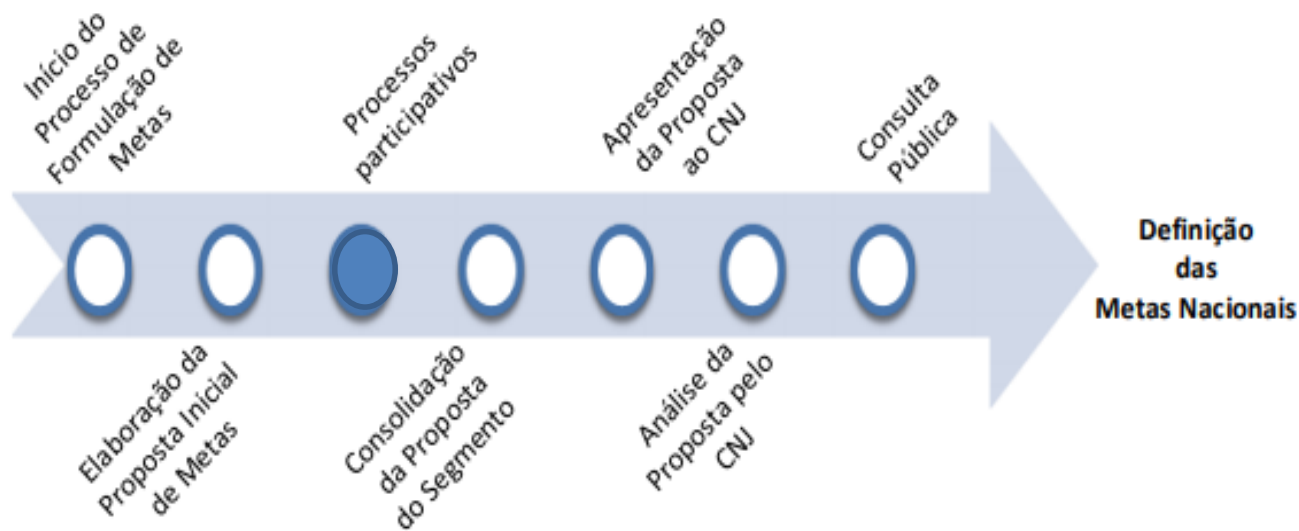 Início do
Processo de
Formulação de
Metas
Elaboração da
Proposta Inicial
de Metas
Processos
participativos
Consolidação
da Proposta
do Segmento
Apresentação
da Proposta
ao CNJ
Análise da
Proposta pelo
CNJ
Consulta
Pública
Definição
das
Metas Nacionais